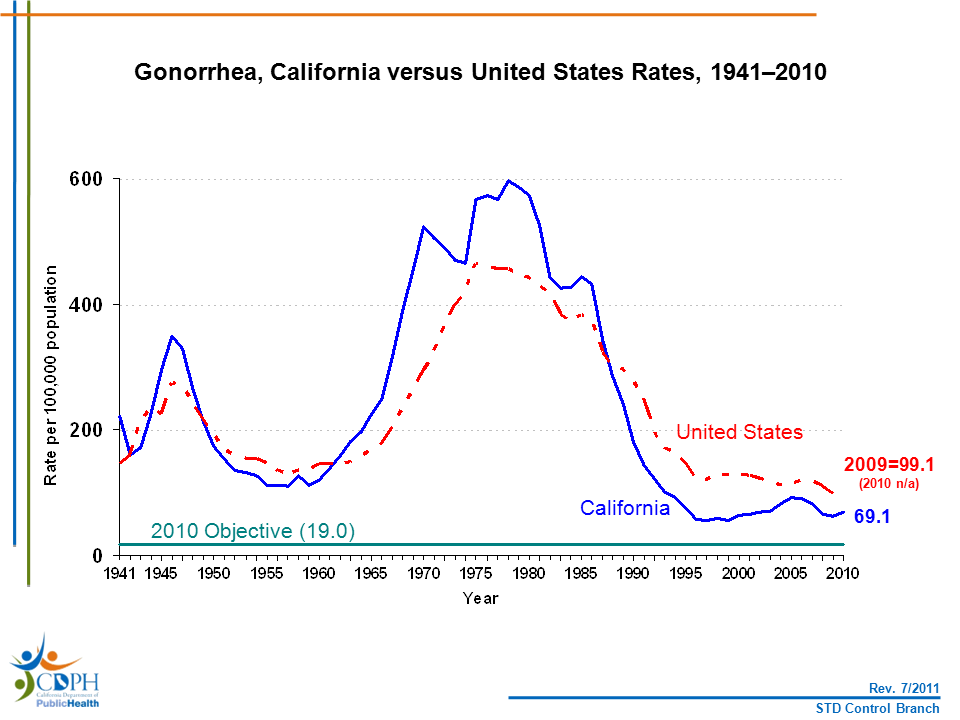 Gonorrhea, California versus United States Rates, 1941–2010
600
400
200
0
Rate per 100,000 population
United States
2009=99.1
(2010 n/a)
California
69.1
2010 Objective (19.0)
1941 1945 1950 1955 1960 1965 1970 1975 1980 1985 1990 1995 2000 2005 2010
Year
CDPH
California Department of
PublicHealth
Rev. 7/2011
STD Control Branch